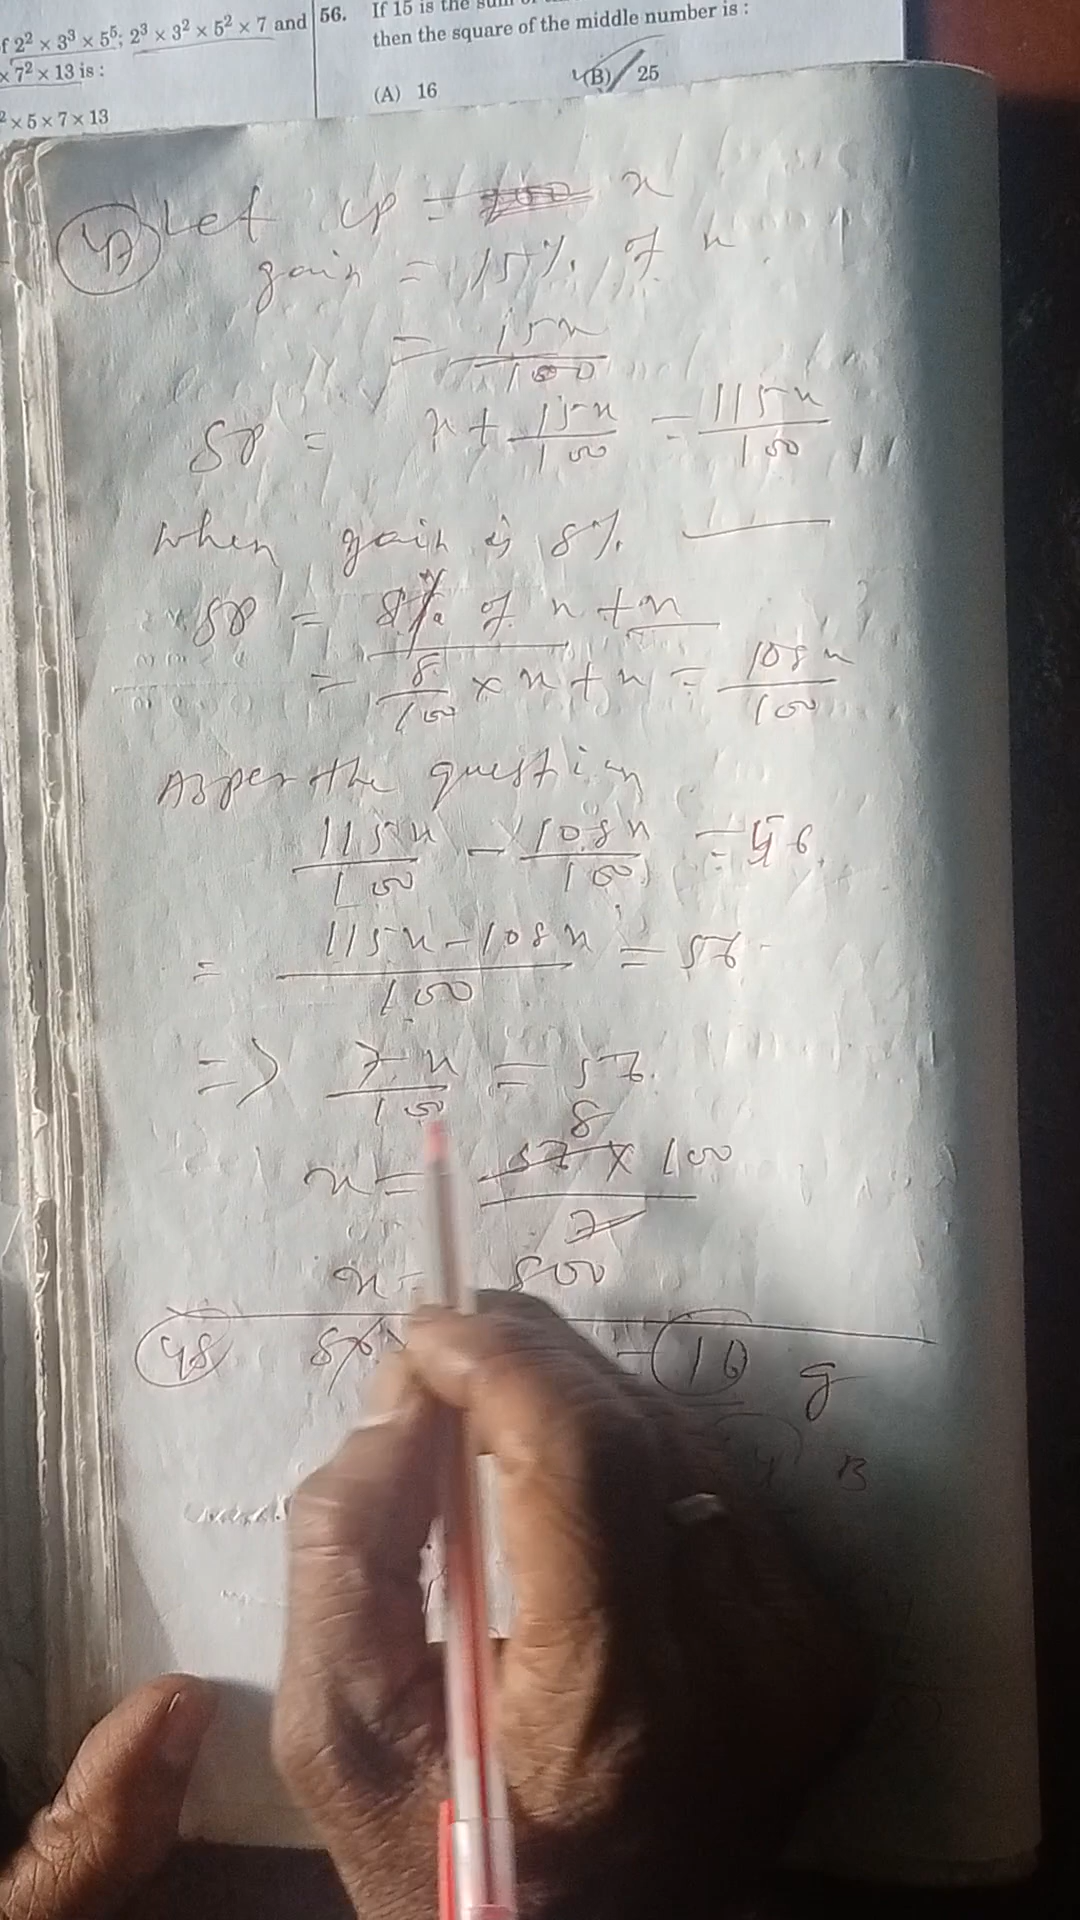 f 2² × 3³ × 5⁵; 2³ × 3² × 5² × 7 and
× 7² × 13 is :
² × 5 × 7 × 13
56. If 15 is the sum
then the square of the middle number is :
(A) 16 (B) 25
47 Let CP = x
gain = 15% of x
= 15x/100
SP = x + 15x/100 = 115x/100
When gain is 8%
SP = 8% of x + x
= 8/100 × x + x = 108x/100
As per the question
115x/100 - 108x/100 = 56
= 115x - 108x/100 = 56
=> 7x/100 = 56
8
x = 56 × 100/7
x = 800
48 = 10 g
B